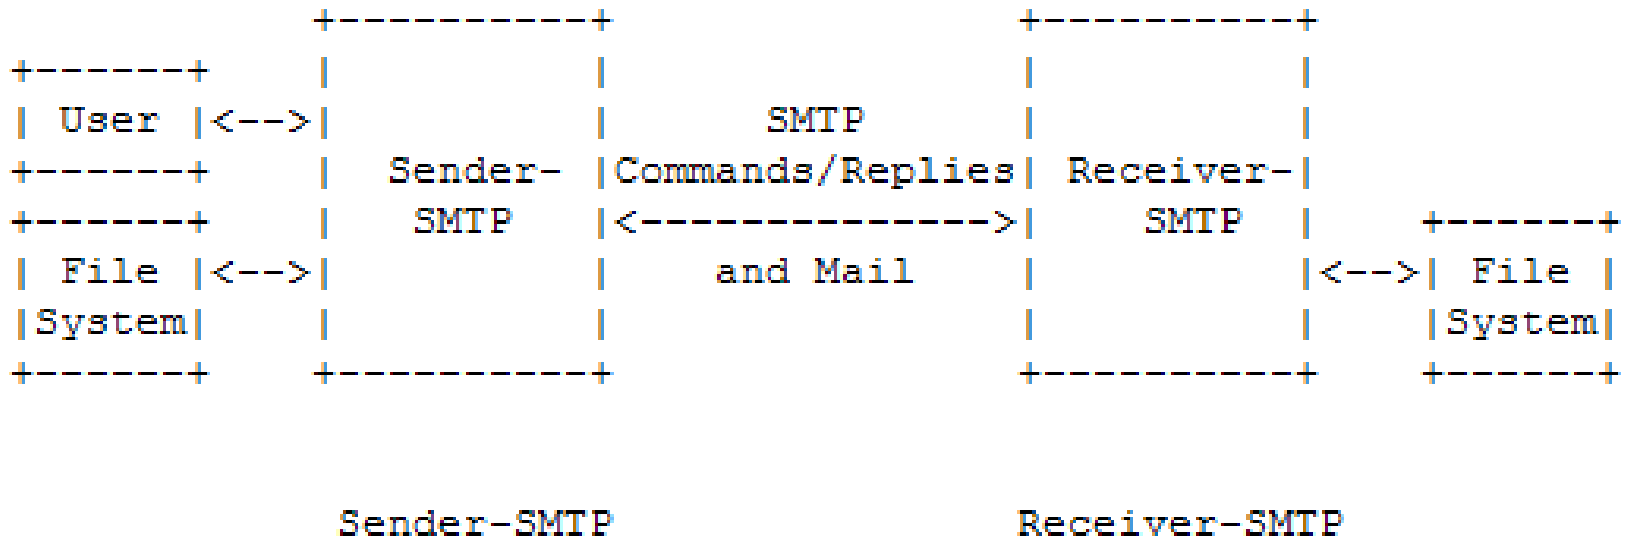 +----------+                +----------+
+------+    |          |                |          |
| User |<-->|          |      SMTP      |          |
+------+    |  Sender- |Commands/Replies| Receiver-|
+------+    |   SMTP   |<-------------->|    SMTP  |    +------+
| File |<-->|          |    and Mail    |          |<-->| File |
|System|    |          |                |          |    |System|
+------+    +----------+                +----------+    +------+
             Sender-SMTP                Receiver-SMTP